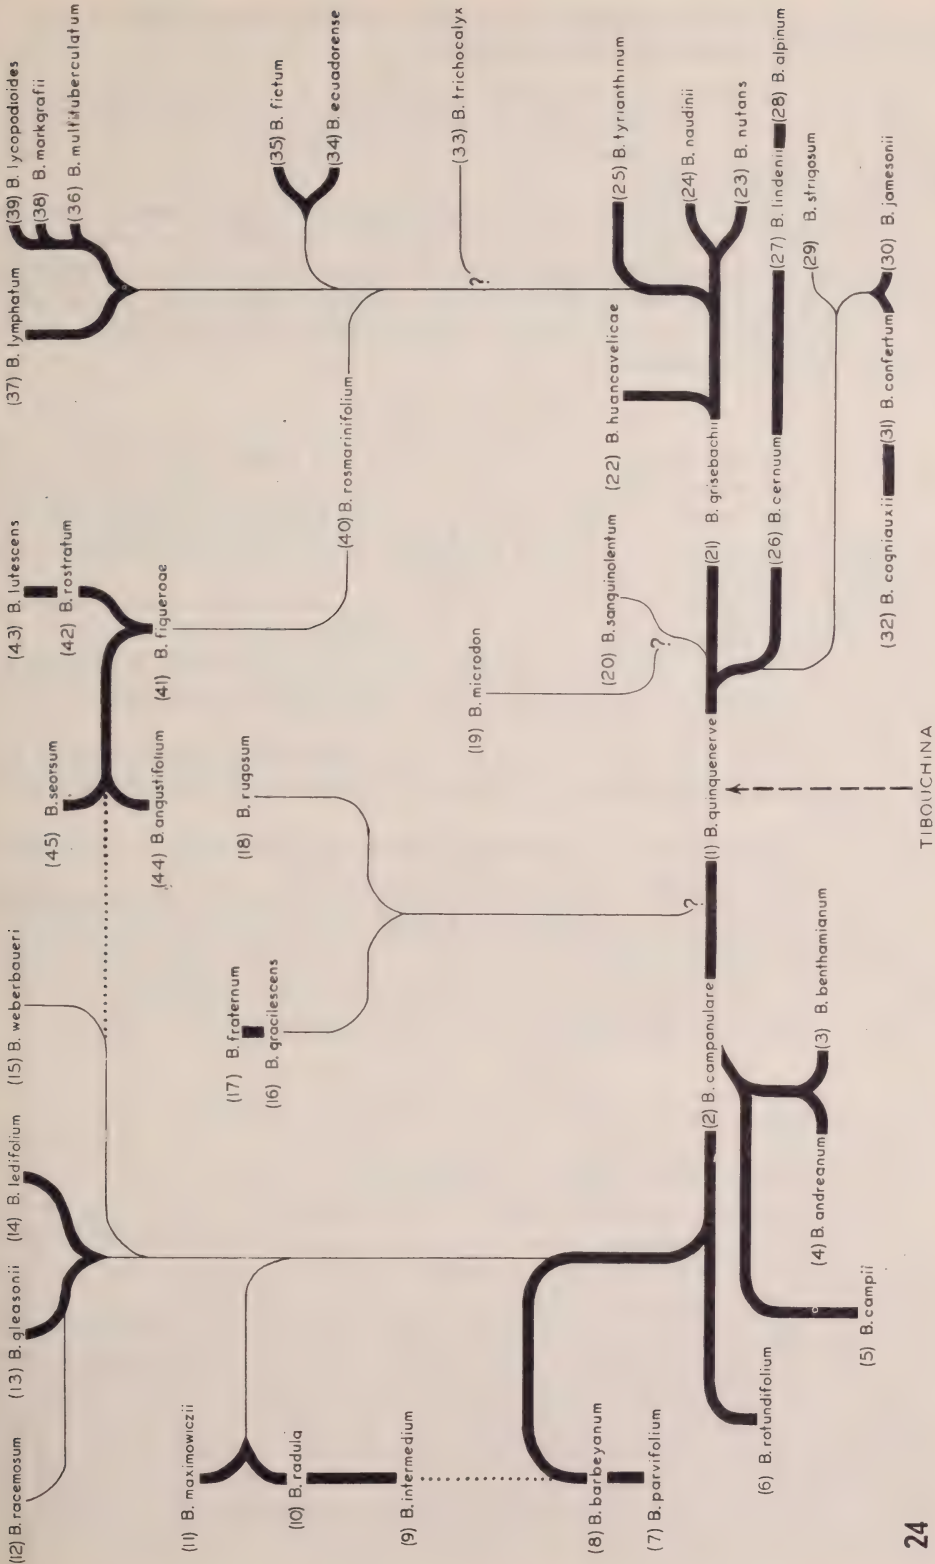 (12) B. racemosum
(13) B. gleasonii
(14) B. ledifolium
(15) B. weberbaueri
(45) B. seorsum
(43) B. lutescens
(42) B. rostratum
(37) B. lymphatum
(39) B. lycopodioides
(38) B. markgrafii
(36) B. multituberculatum
(44) B. angustifolium
(41) B. figueroae
(11) B. maximowiczii
(10) B. radula
(9) B. intermedium
(17) B. fraternum
(16) B. gracilescens
(18) B. rugosum
(40) B. rosmarinifolium
(35) B. fictum
(34) B. ecuadorense
(33) B. trichocalyx
?
(19) B. microdon
(20) B. sanguinolentum
?
(22) B. huancavelicae
(25) B. tyrianthinum
(24) B. naudinii
(23) B. nutans
(8) B. barbeyanum
(7) B. parvifolium
?
(2) B. campanulare
(1) B. quinquenerve
(21) B. grisebachii
(26) B. cernuum
(27) B. lindenii
(28) B. alpinum
(29) B. strigosum
(6) B. rotundifolium
(5) B. campii
(4) B. andreanum
(3) B. benthamianum
(32) B. cogniauxii
(31) B. confertum
(30) B. jamesonii
TIBOUCHINA
24